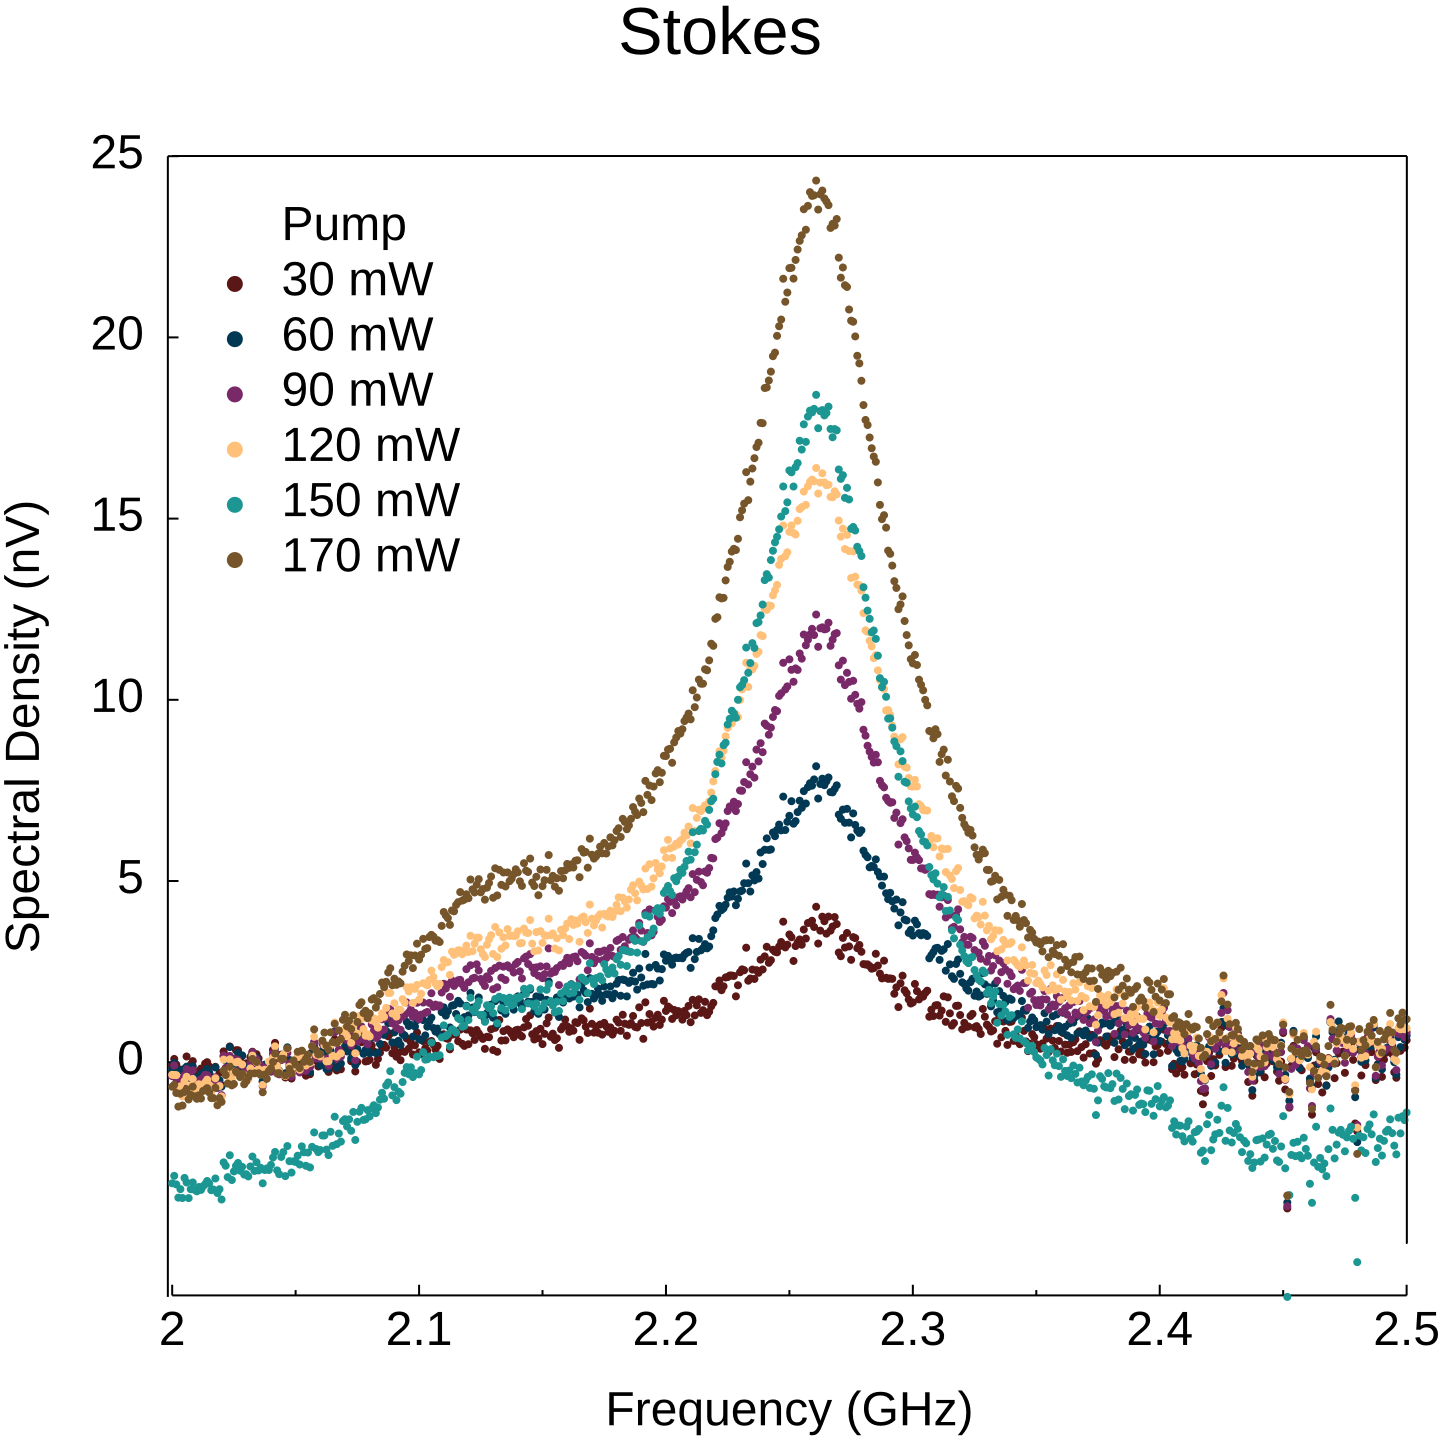 Stokes
25
20
15
10
5
0
Spectral Density (nV)
Pump
30 mW
60 mW
90 mW
120 mW
150 mW
170 mW
2 2.1 2.2 2.3 2.4 2.5
Frequency (GHz)